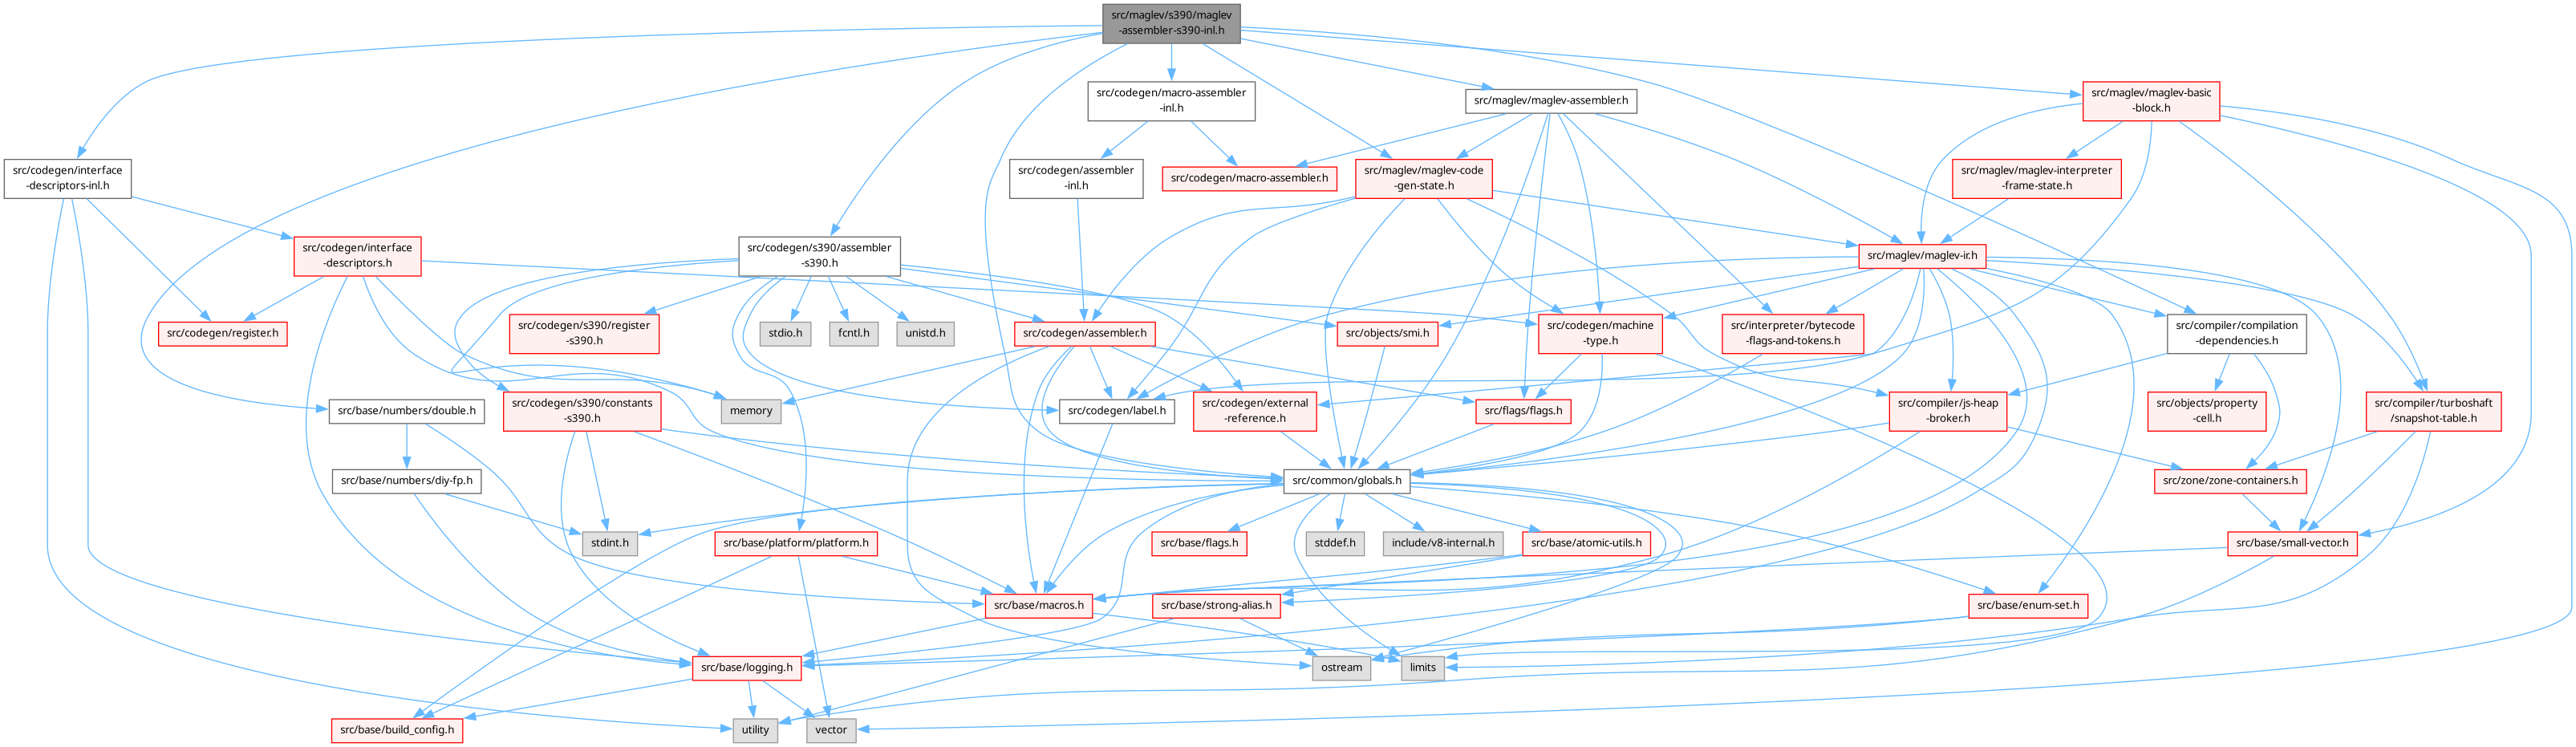 src/maglev/s390/maglev
-assembler-s390-inl.h
src/codegen/macro-assembler
-inl.h
src/maglev/maglev-assembler.h
src/maglev/maglev-basic
-block.h
src/codegen/interface
-descriptors-inl.h
src/codegen/assembler
-inl.h
src/codegen/macro-assembler.h
src/maglev/maglev-code
-gen-state.h
src/maglev/maglev-interpreter
-frame-state.h
src/codegen/interface
-descriptors.h
src/codegen/s390/assembler
-s390.h
src/maglev/maglev-ir.h
src/codegen/register.h
src/codegen/s390/register
-s390.h
stdio.h
fcntl.h
unistd.h
src/codegen/assembler.h
src/objects/smi.h
src/codegen/machine
-type.h
src/interpreter/bytecode
-flags-and-tokens.h
src/compiler/compilation
-dependencies.h
src/base/numbers/double.h
src/codegen/s390/constants
-s390.h
memory
src/codegen/label.h
src/codegen/external
-reference.h
src/flags/flags.h
src/compiler/js-heap
-broker.h
src/objects/property
-cell.h
src/compiler/turboshaft
/snapshot-table.h
src/base/numbers/diy-fp.h
src/common/globals.h
src/zone/zone-containers.h
stdint.h
src/base/platform/platform.h
src/base/flags.h
stddef.h
include/v8-internal.h
src/base/atomic-utils.h
src/base/small-vector.h
src/base/macros.h
src/base/strong-alias.h
src/base/enum-set.h
src/base/logging.h
ostream
limits
src/base/build_config.h
utility
vector